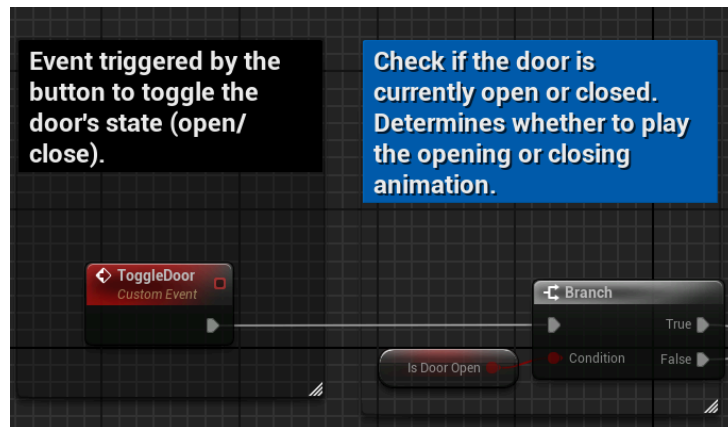 Event triggered by the
button to toggle the
door's state (open/
close).
Check if the door is
currently open or closed.
Determines whether to play
the opening or closing
animation.
ToggleDoor
Custom Event
Branch
True
Is Door Open
Condition
False